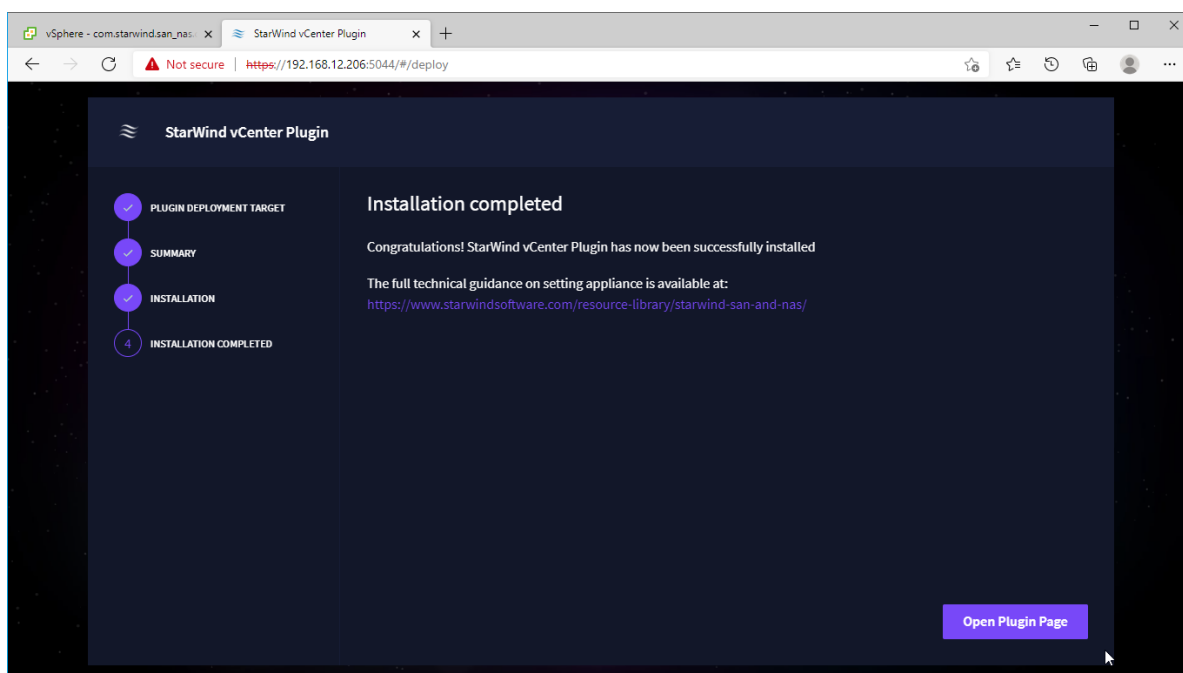 vSphere - com.starwind.san_nas.
StarWind vCenter Plugin
Not secure | https://192.168.12.206:5044/#/deploy
StarWind vCenter Plugin
PLUGIN DEPLOYMENT TARGET
SUMMARY
INSTALLATION
4 INSTALLATION COMPLETED
Installation completed
Congratulations! StarWind vCenter Plugin has now been successfully installed
The full technical guidance on setting appliance is available at:
https://www.starwindsoftware.com/resource-library/starwind-san-and-nas/
Open Plugin Page